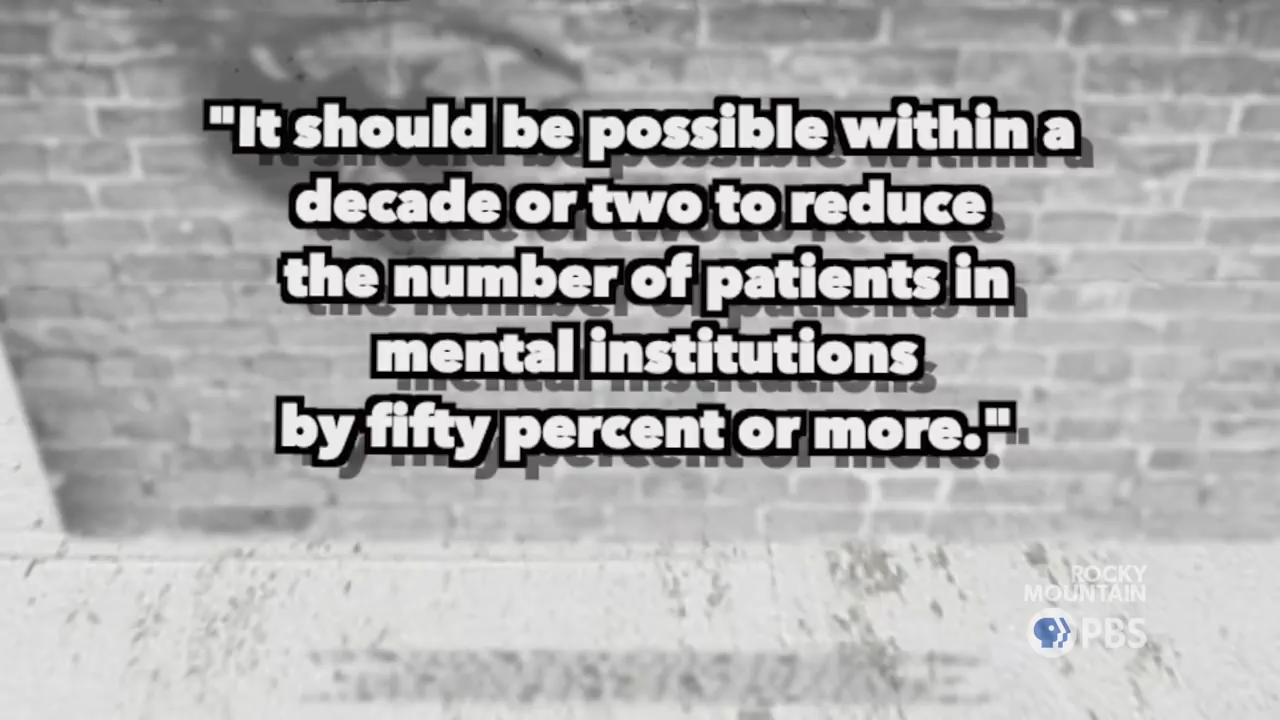 "It should be possible within a
decade or two to reduce
the number of patients in
mental institutions
by fifty percent or more."
ROCKY
MOUNTAIN
PBS